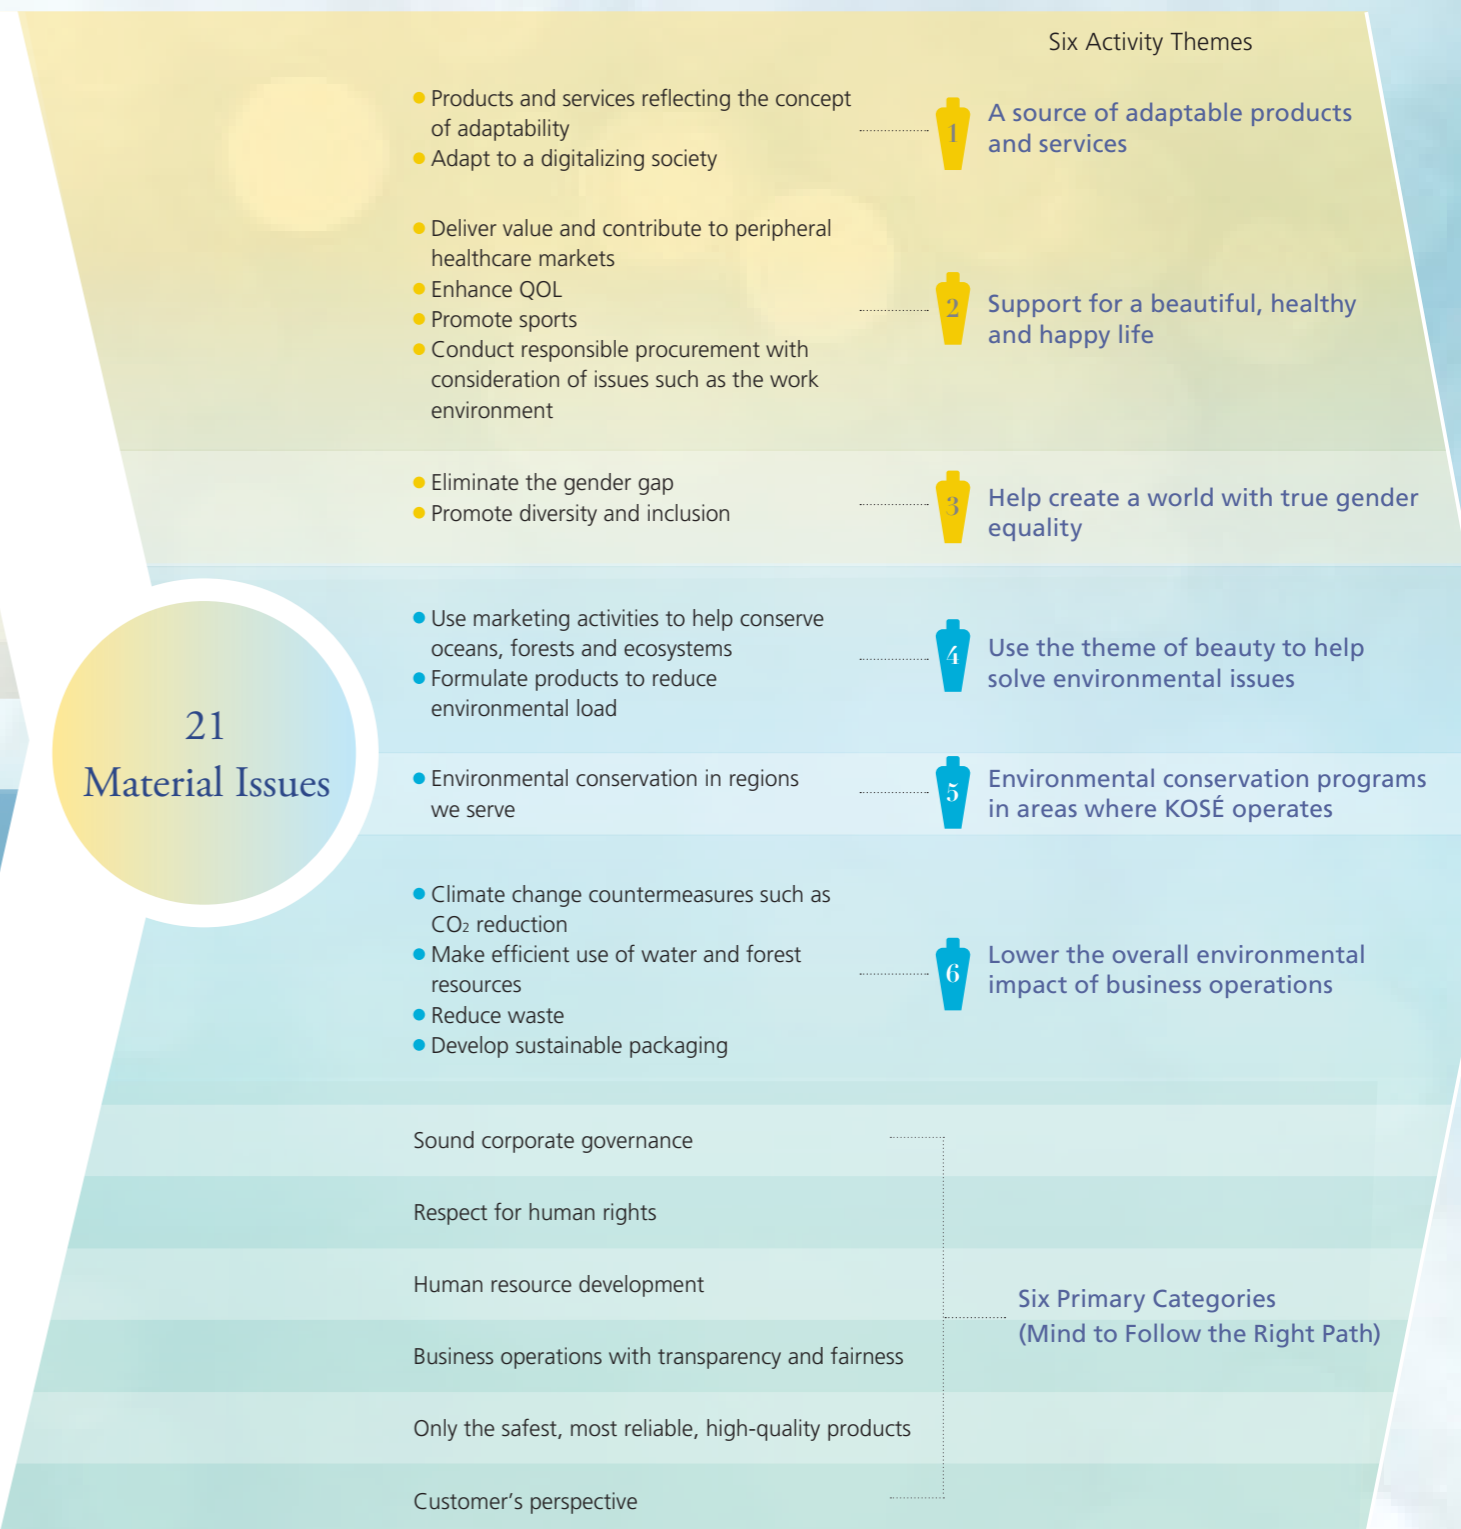 Six Activity Themes
● Products and services reflecting the concept
of adaptability
● Adapt to a digitalizing society
1
A source of adaptable products
and services
● Deliver value and contribute to peripheral
healthcare markets
● Enhance QOL
● Promote sports
● Conduct responsible procurement with
consideration of issues such as the work
environment
2
Support for a beautiful, healthy
and happy life
● Eliminate the gender gap
● Promote diversity and inclusion
3
Help create a world with true gender
equality
21
Material Issues
● Use marketing activities to help conserve
oceans, forests and ecosystems
● Formulate products to reduce
environmental load
4
Use the theme of beauty to help
solve environmental issues
● Environmental conservation in regions
we serve
5
Environmental conservation programs
in areas where KOSÉ operates
● Climate change countermeasures such as
CO₂ reduction
● Make efficient use of water and forest
resources
● Reduce waste
● Develop sustainable packaging
6
Lower the overall environmental
impact of business operations
Sound corporate governance
Respect for human rights
Human resource development
Business operations with transparency and fairness
Only the safest, most reliable, high-quality products
Customer's perspective
Six Primary Categories
(Mind to Follow the Right Path)